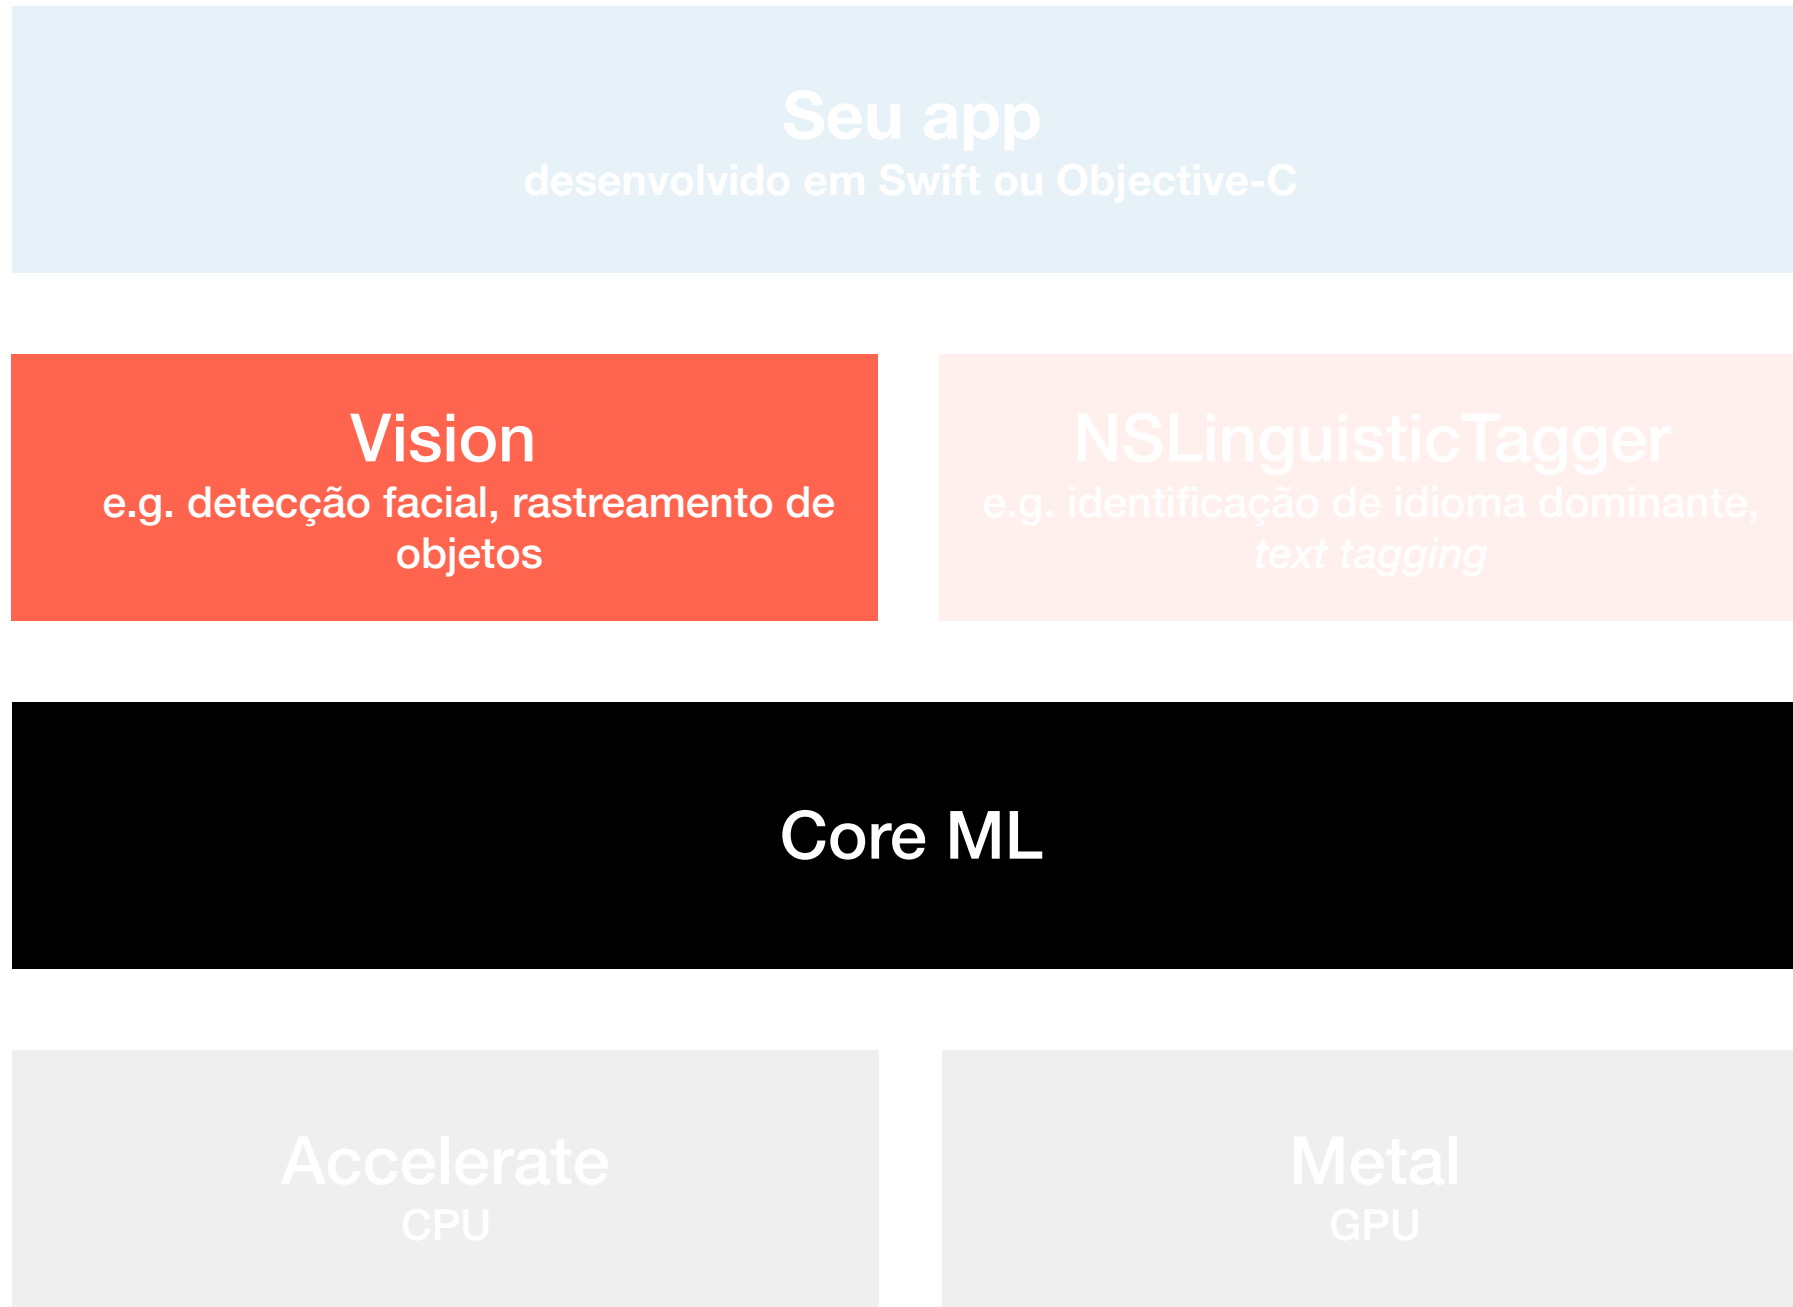 Seu app
desenvolvido em Swift ou Objective-C
Vision
e.g. detecção facial, rastreamento de
objetos
NSLinguisticTagger
e.g. identificação de idioma dominante,
text tagging
Core ML
Accelerate
CPU
Metal
GPU